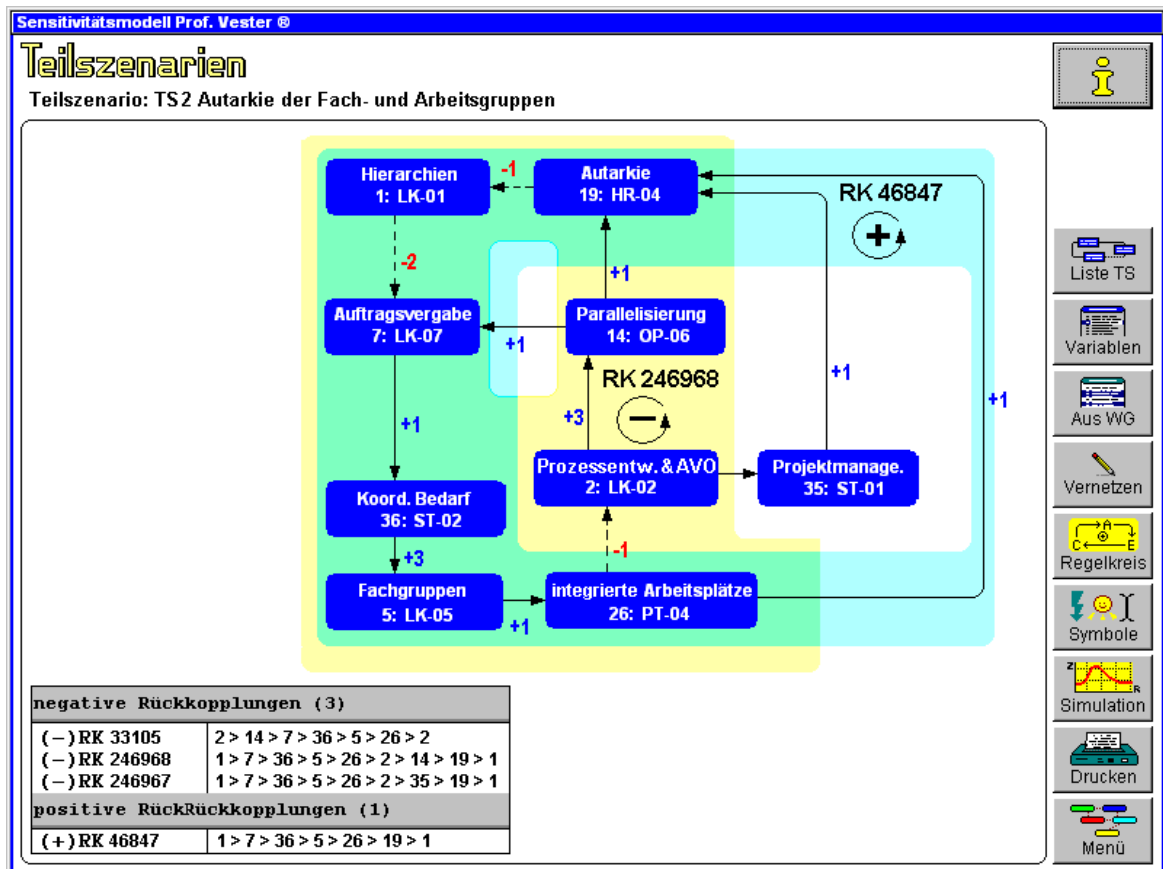 Sensitivitätsmodell Prof. Vester ®
Teilszenarien
Teilszenario: TS2 Autarkie der Fach- und Arbeitsgruppen
Hierarchien
1: LK-01
-1
Autarkie
19: HR-04
RK 46847
+
-2
+1
Auftragsvergabe
7: LK-07
+1
Parallelisierung
14: OP-06
RK 246968
−
+1
+1
+1
+3
Prozessentw. & AVO
2: LK-02
Projektmanage.
35: ST-01
Koord. Bedarf
36: ST-02
+3
-1
Fachgruppen
5: LK-05
+1
integrierte Arbeitsplätze
26: PT-04
negative Rückkopplungen (3)
(−) RK 33105 2 > 14 > 7 > 36 > 5 > 26 > 2
(−) RK 246968 1 > 7 > 36 > 5 > 26 > 2 > 14 > 19 > 1
(−) RK 246967 1 > 7 > 36 > 5 > 26 > 2 > 35 > 19 > 1
positive RückRückkopplungen (1)
(+) RK 46847 1 > 7 > 36 > 5 > 26 > 19 > 1
i
Liste TS
Variablen
Aus WG
Vernetzen
A
C E
Regelkreis
Symbole
Z
R
Simulation
Drucken
Menü